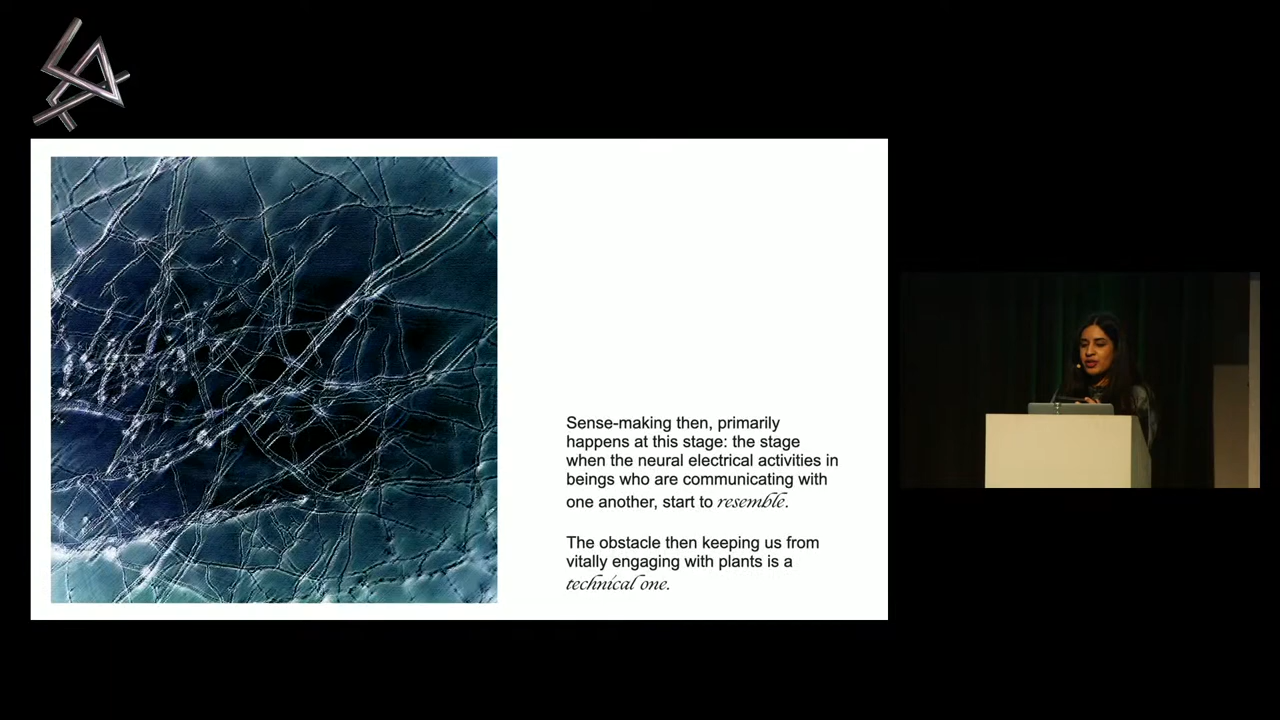 Sense-making then, primarily
happens at this stage: the stage
when the neural electrical activities in
beings who are communicating with
one another, start to resemble.
The obstacle then keeping us from
vitally engaging with plants is a
technical one.